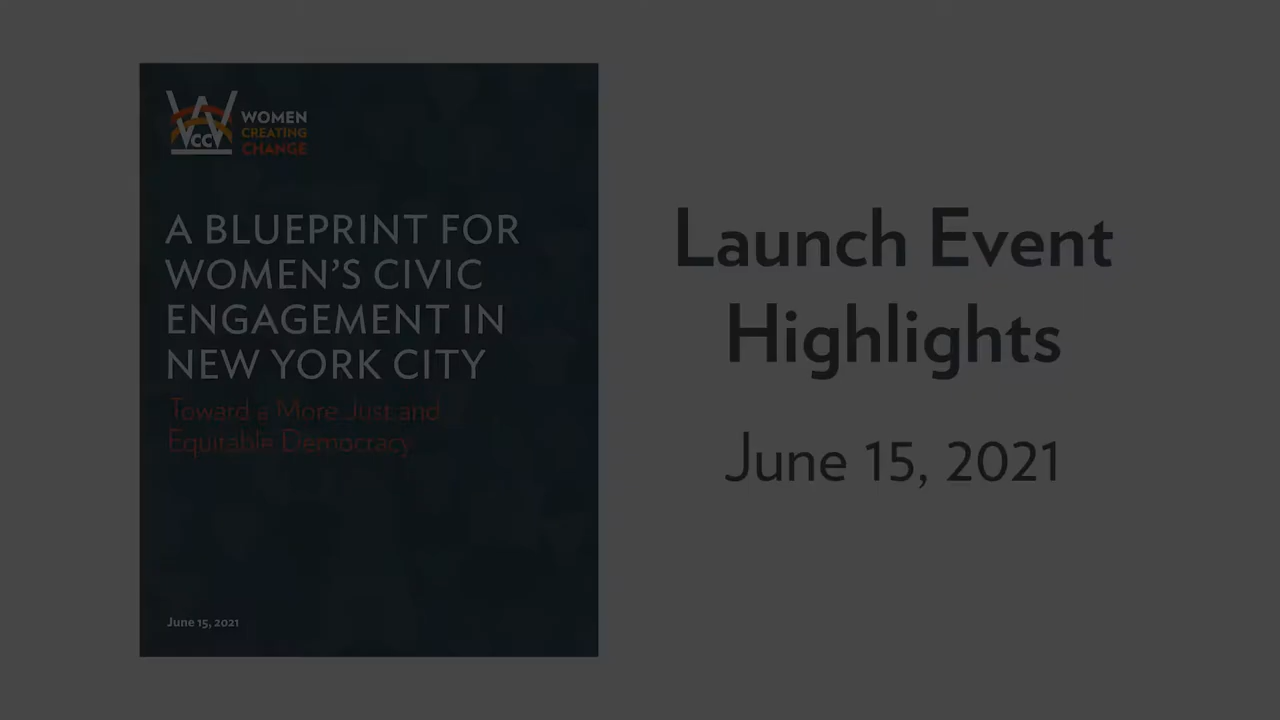 WCC
WOMEN
CREATING
CHANGE
A BLUEPRINT FOR
WOMEN'S CIVIC
ENGAGEMENT IN
NEW YORK CITY
Toward a More Just and
Equitable Democracy
June 15, 2021
Launch Event
Highlights
June 15, 2021